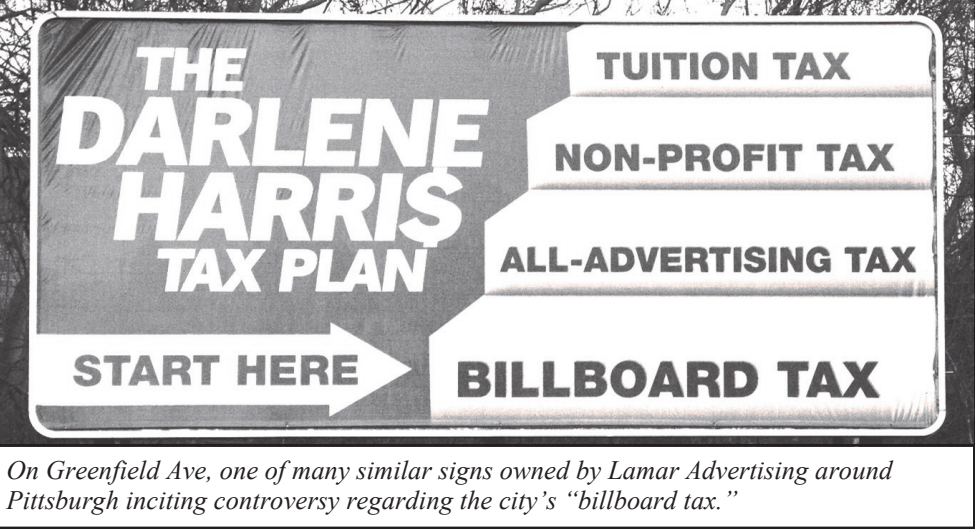 THE
DARLENE
HARRI$
TAX PLAN
START HERE
TUITION TAX
NON-PROFIT TAX
ALL-ADVERTISING TAX
BILLBOARD TAX
On Greenfield Ave, one of many similar signs owned by Lamar Advertising around
Pittsburgh inciting controversy regarding the city’s “billboard tax.”